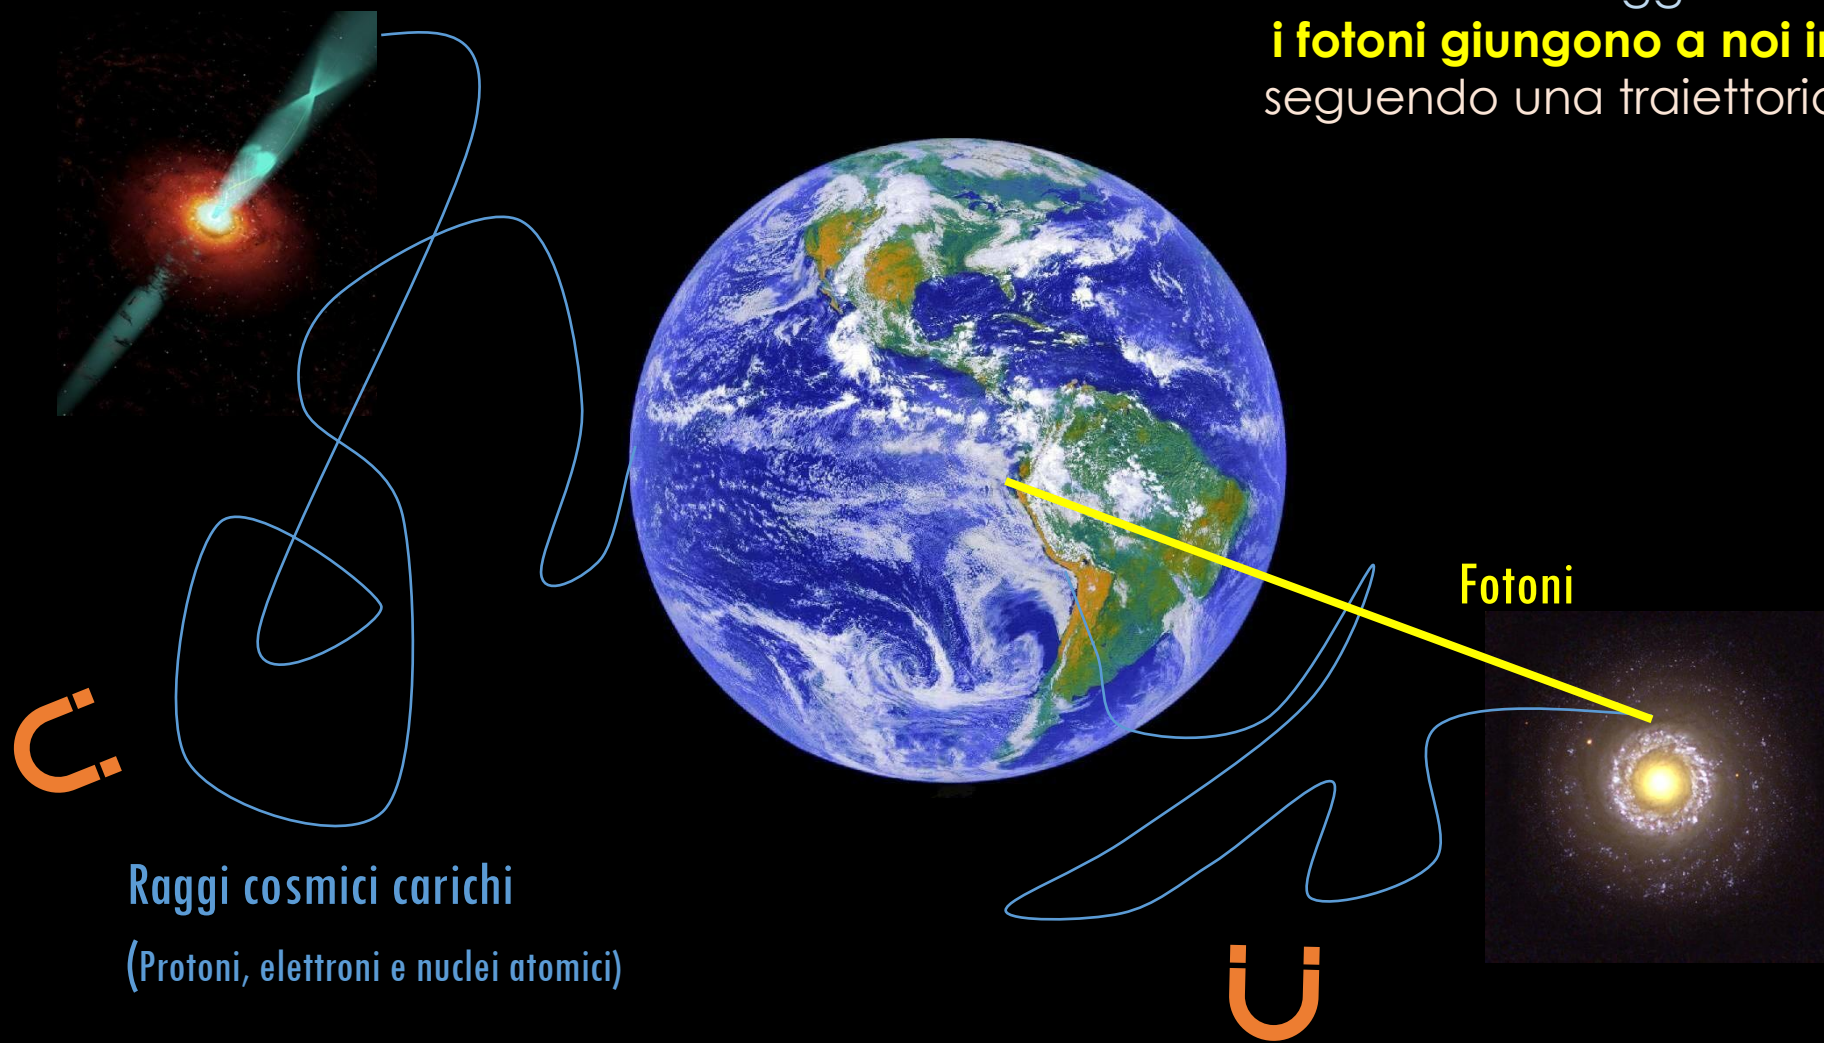 i fotoni giungono a noi
seguendo una
Fotoni
Raggi cosmici carichi
(Protoni, elettroni e nuclei atomici)